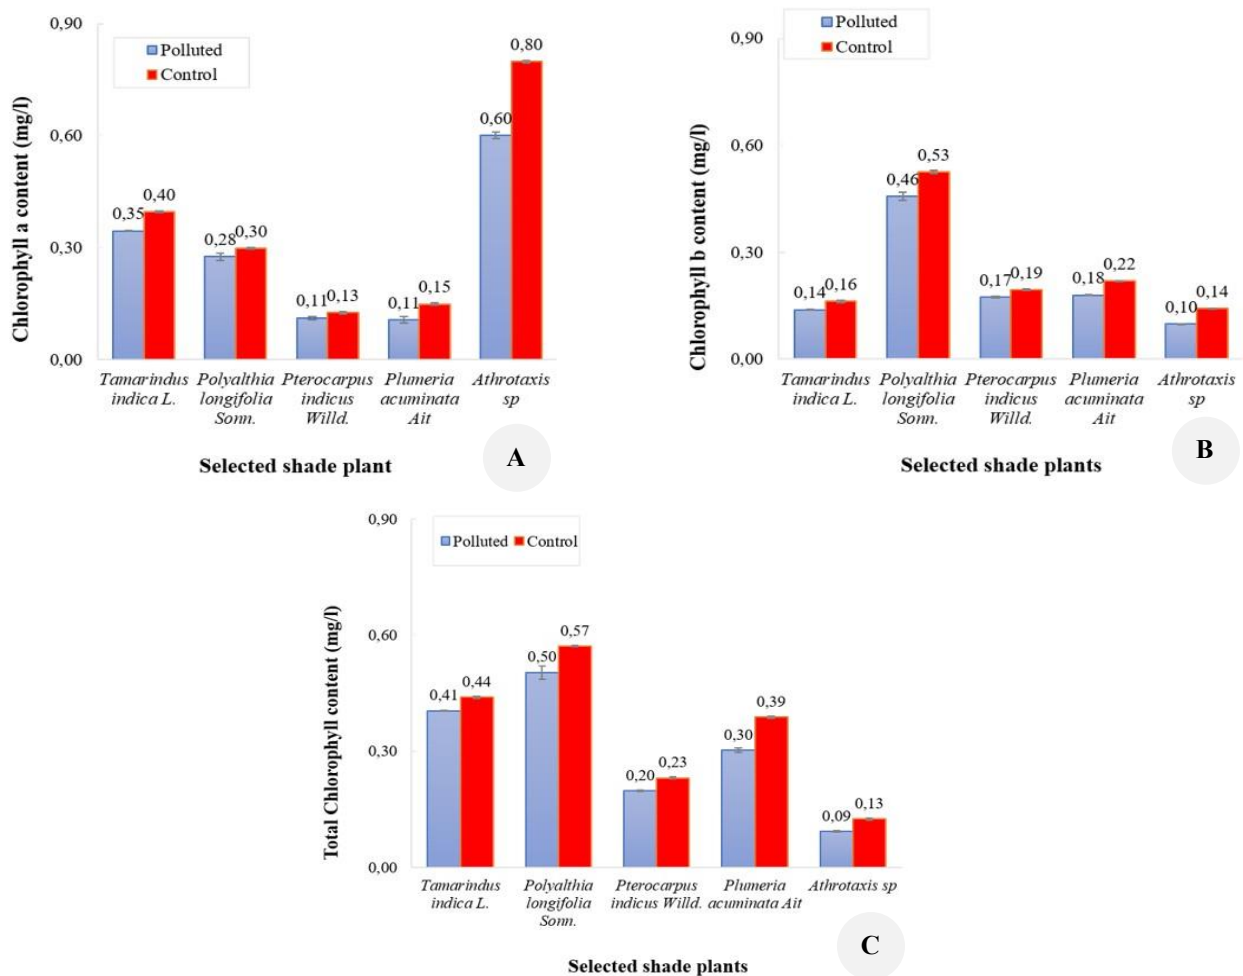 0,90
Polluted
Control
0,80
0,60
0,60
0,40
0,35
0,30
0,28
0,30
0,11
0,13
0,11
0,15
0,00
Chlorophyll a content (mg/l)
Tamarindus indica L.
Polyalthia longifolia Sonn.
Pterocarpus indicus Willd.
Plumeria acuminata Ait
Athrotaxis sp
Selected shade plant
A
Polluted
Control
0,90
0,60
0,53
0,46
0,30
0,14
0,16
0,17
0,19
0,18
0,22
0,10
0,14
0,00
Chlorophyll b content (mg/l)
Tamarindus indica L.
Polyalthia longifolia Sonn.
Pterocarpus indicus Willd.
Plumeria acuminata Ait
Athrotaxis sp
Selected shade plants
B
0,90
Polluted Control
0,60
0,57
0,50
0,41
0,44
0,39
0,30
0,30
0,20
0,23
0,09
0,13
0,00
Total Chlorophyll content (mg/l)
Tamarindus indica L.
Polyalthia longifolia Sonn.
Pterocarpus indicus Willd.
Plumeria acuminata Ait
Athrotaxis sp
Selected shade plants
C